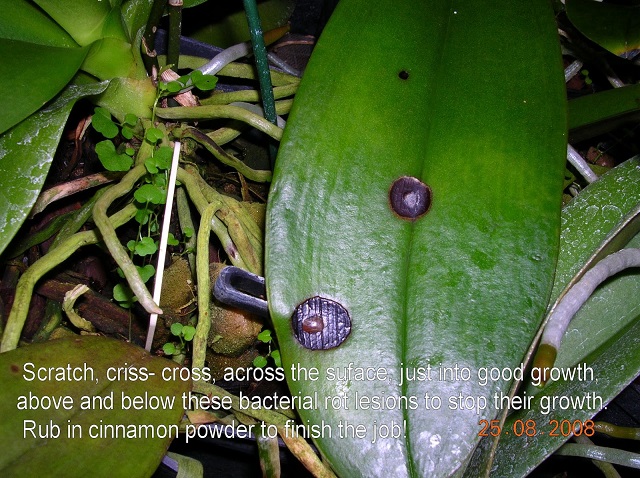 Scratch, criss- cross, across the suface, just into good growth,
above and below these bacterial rot lesions to stop their growth.
Rub in cinnamon powder to finish the job!
25 08 2008